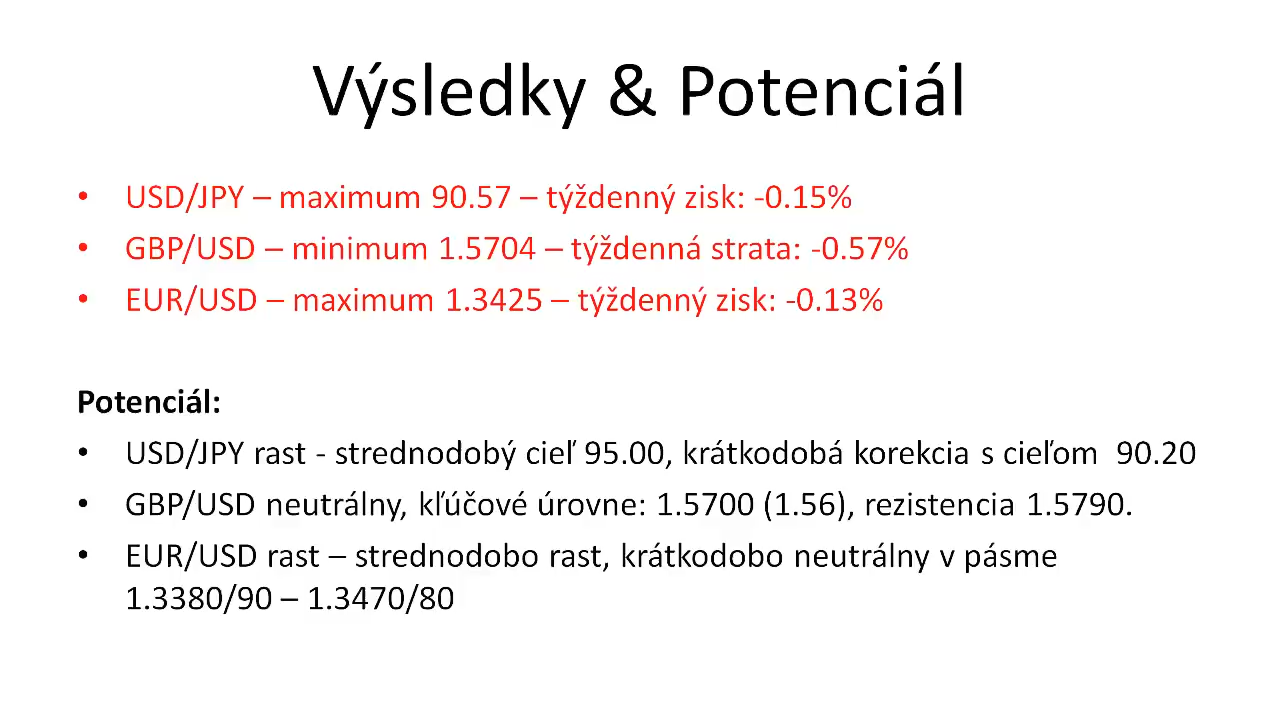 Výsledky & Potenciál
• USD/JPY – maximum 90.57 – týždenný zisk: -0.15%
• GBP/USD – minimum 1.5704 – týždenná strata: -0.57%
• EUR/USD – maximum 1.3425 – týždenný zisk: -0.13%
Potenciál:
• USD/JPY rast - strednodobý cieľ 95.00, krátkodobá korekcia s cieľom 90.20
• GBP/USD neutrálny, kľúčové úrovne: 1.5700 (1.56), rezistencia 1.5790.
• EUR/USD rast – strednodobo rast, krátkodobo neutrálny v pásme
1.3380/90 – 1.3470/80